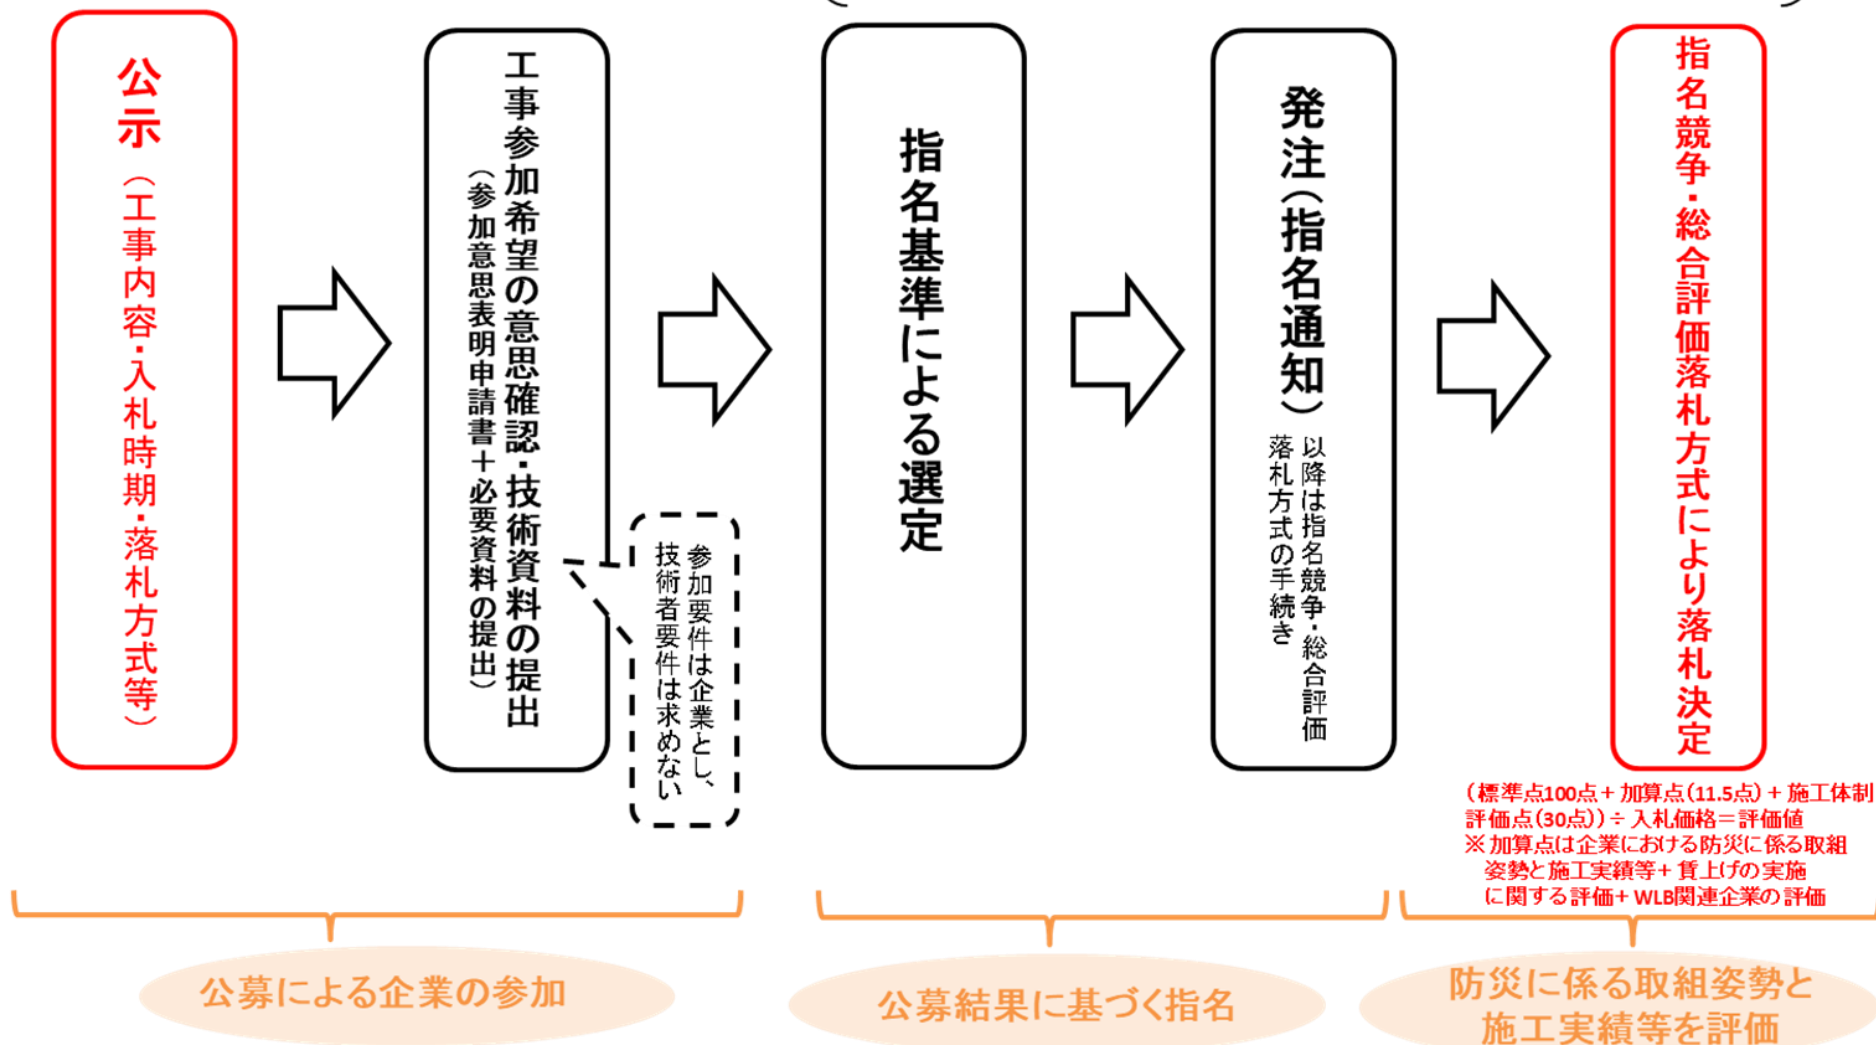 公示（工事内容・入札時期・落札方式等）
工事参加希望の意思確認・技術資料の提出
（参加意思表明申請書＋必要資料の提出）
参加要件は企業とし、
技術者要件は求めない
指名基準による選定
発注（指名通知）
以降は指名競争・総合評価
落札方式の手続き
指名競争・総合評価落札方式により落札決定
（標準点100点＋加算点(11.5点)＋施工体制
評価点(30点)）÷入札価格＝評価値
※加算点は企業における防災に係る取組
姿勢と施工実績等＋賃上げの実施
に関する評価＋WLB関連企業の評価
公募による企業の参加
公募結果に基づく指名
防災に係る取組姿勢と
施工実績等を評価